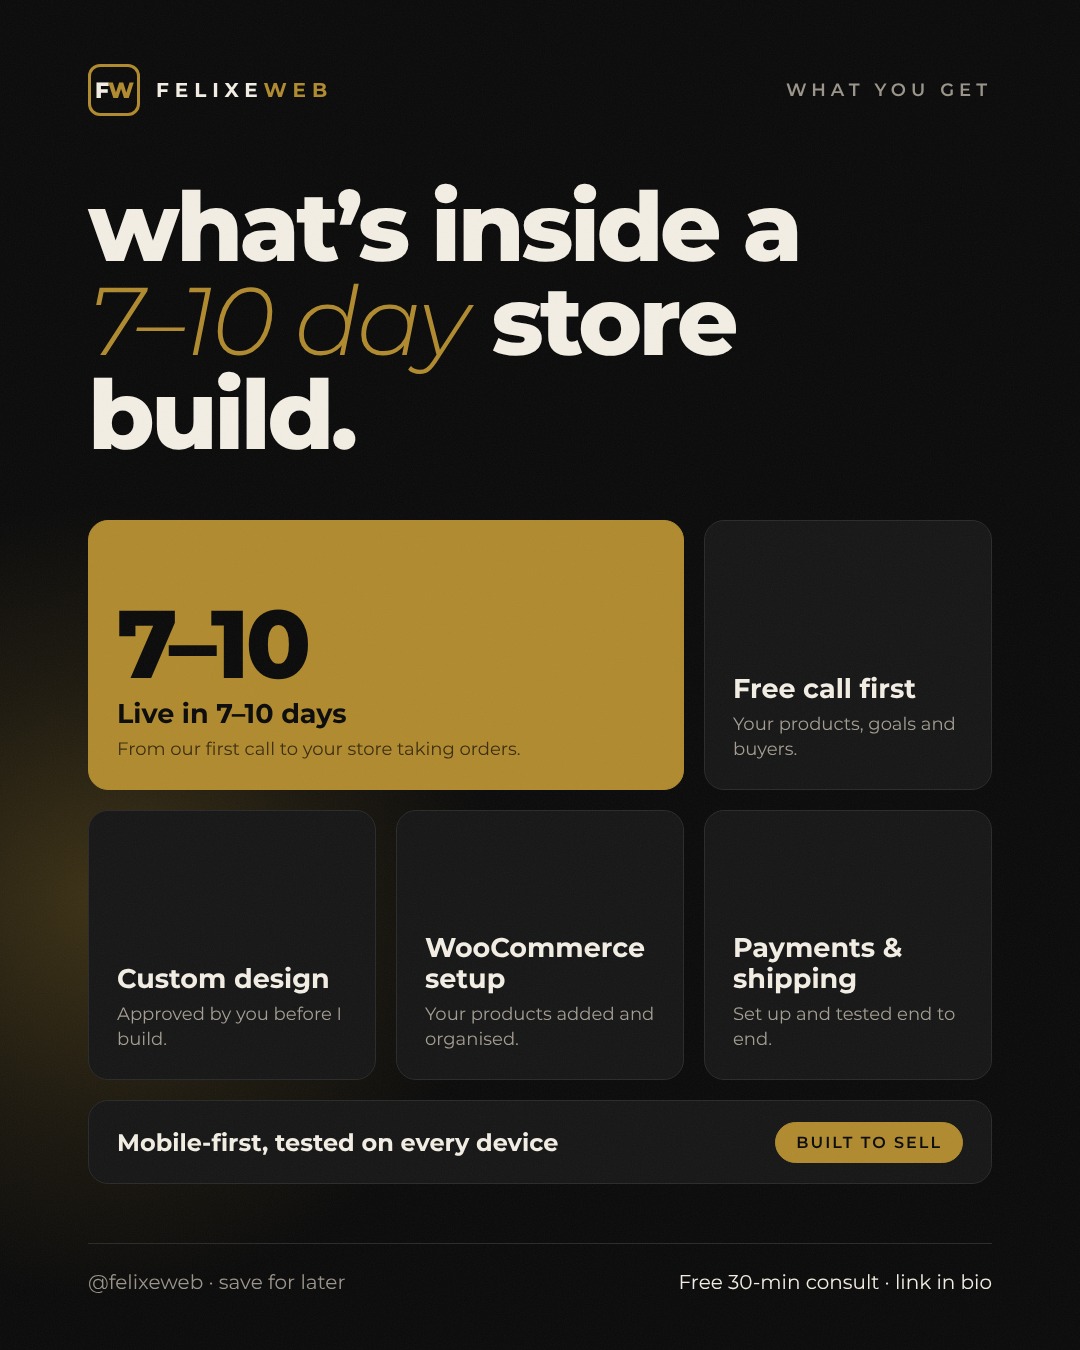 FW FELIXEWEB
WHAT YOU GET
what’s inside a
7–10 day store
build.
7–10
Live in 7–10 days
From our first call to your store taking orders.
Free call first
Your products, goals and
buyers.
Custom design
Approved by you before I
build.
WooCommerce
setup
Your products added and
organised.
Payments &
shipping
Set up and tested end to
end.
Mobile-first, tested on every device
BUILT TO SELL
@felixeweb · save for later
Free 30-min consult · link in bio